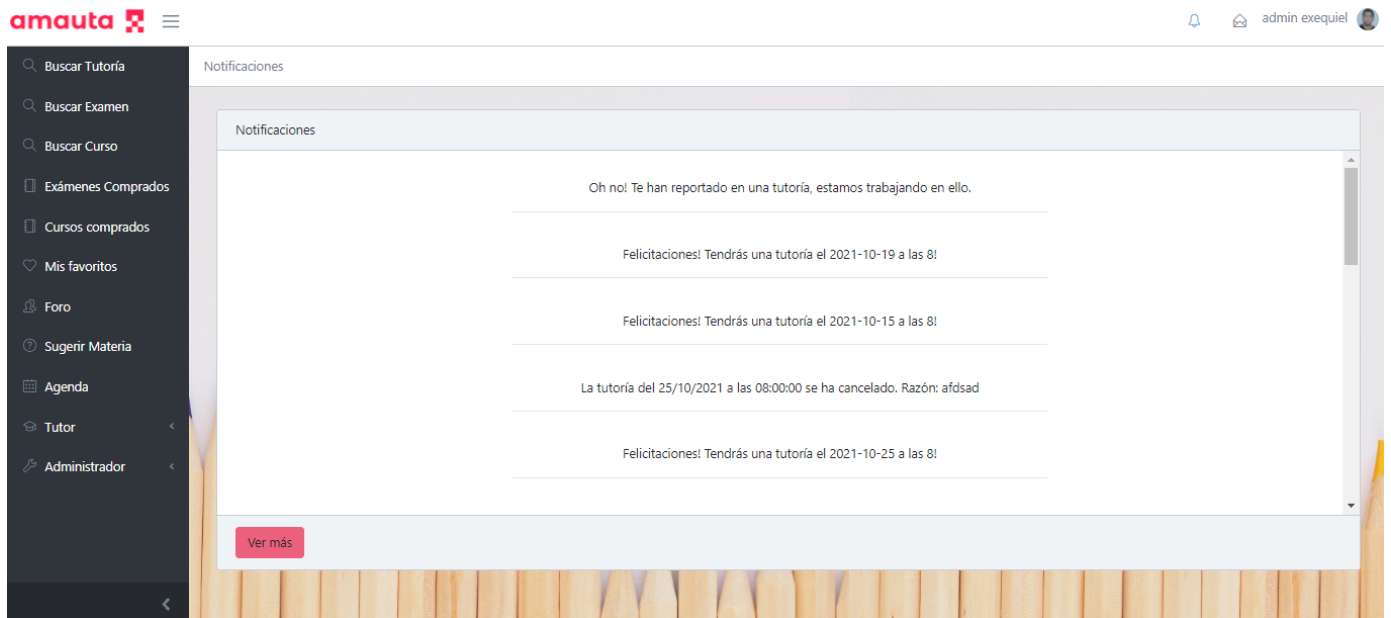 amauta
admin exequiel
Buscar Tutoría
Buscar Examen
Buscar Curso
Exámenes Comprados
Cursos comprados
Mis favoritos
Foro
Sugerir Materia
Agenda
Tutor
Administrador
Notificaciones
Notificaciones
Oh no! Te han reportado en una tutoría, estamos trabajando en ello.
Felicitaciones! Tendrás una tutoría el 2021-10-19 a las 8!
Felicitaciones! Tendrás una tutoría el 2021-10-15 a las 8!
La tutoría del 25/10/2021 a las 08:00:00 se ha cancelado. Razón: afdsad
Felicitaciones! Tendrás una tutoría el 2021-10-25 a las 8!
Ver más